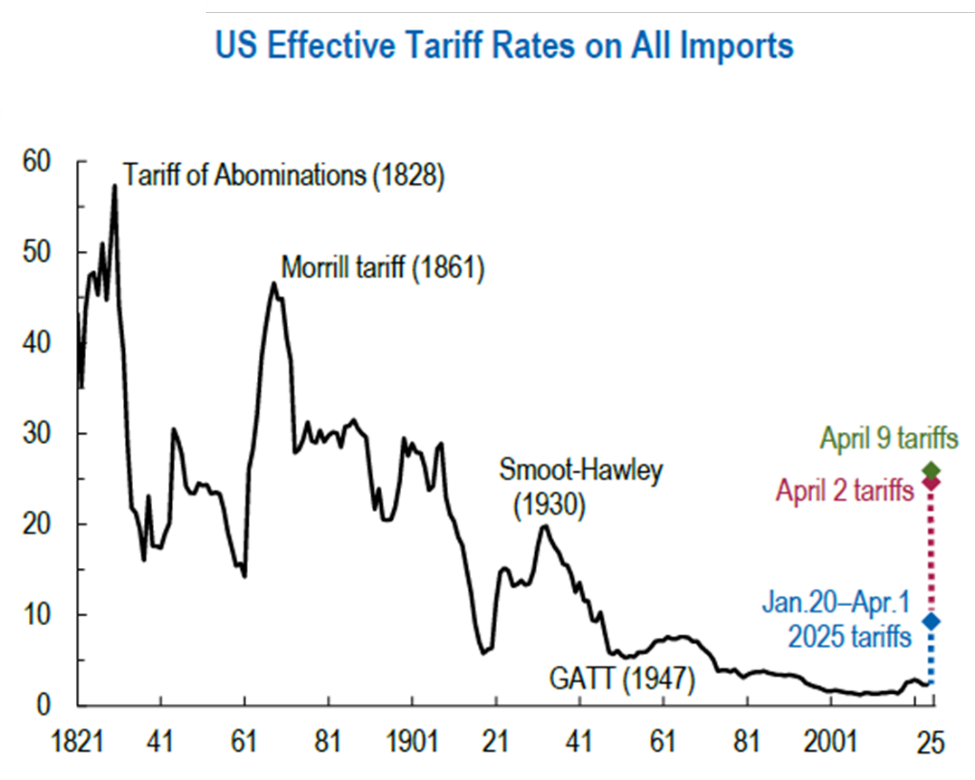 US Effective Tariff Rates on All Imports
60
Tariff of Abominations (1828)
50
Morrill tariff (1861)
40
30
April 9 tariffs
Smoot-Hawley
(1930)
April 2 tariffs
20
10
Jan.20–Apr.1
2025 tariffs
GATT (1947)
0
1821 41 61 81 1901 21 41 61 81 2001 25